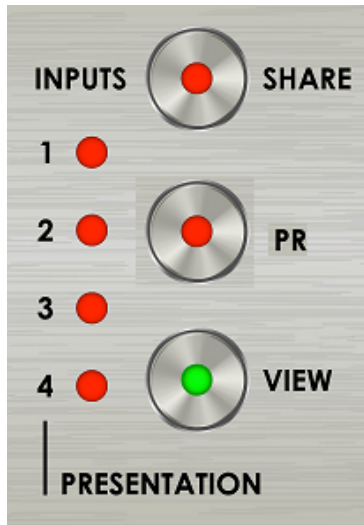 INPUTS SHARE
1
2 PR
3
4 VIEW
PRESENTATION